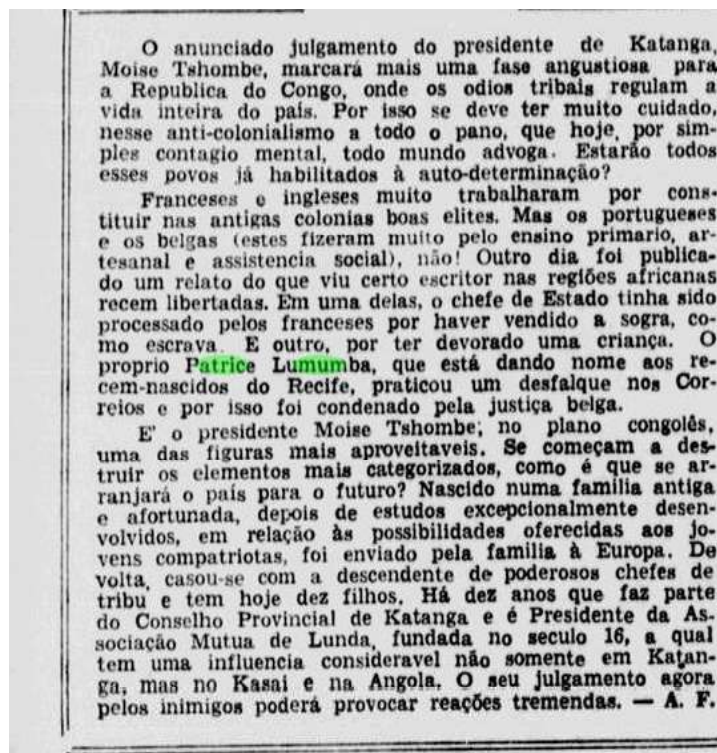 O anunciado julgamento do presidente de Katanga,
Moise Tshombe, marcará mais uma fase angustiosa para
a Republica do Congo, onde os odios tribais regulam a
vida inteira do país. Por isso se deve ter muito cuidado,
nesse anti-colonialismo a todo o pano, que hoje, por sim-
ples contagio mental, todo mundo advoga. Estarão todos
esses povos já habilitados à auto-determinação?
Franceses e ingleses muito trabalharam por cons-
tituir nas antigas colonias boas elites. Mas os portugueses
e os belgas (estes fizeram muito pelo ensino primario, ar-
tesanal e assistencia social), não! Outro dia foi publica-
do um relato do que viu certo escritor nas regiões africanas
recem libertadas. Em uma delas, o chefe de Estado tinha sido
processado pelos franceses por haver vendido a sogra, co-
mo escrava. E outro, por ter devorado uma criança. O
proprio Patrice Lumumba, que está dando nome aos re-
cem-nascidos do Recife, praticou um desfalque nos Cor-
reios e por isso foi condenado pela justiça belga.
E' o presidente Moise Tshombe, no plano congolês,
uma das figuras mais aproveitaveis. Se começam a des-
truir os elementos mais categorizados, como é que se ar-
ranjará o país para o futuro? Nascido numa familia antiga
e afortunada, depois de estudos excepcionalmente desen-
volvidos, em relação às possibilidades oferecidas aos jo-
vens compatriotas, foi enviado pela familia à Europa. De
volta, casou-se com a descendente de poderosos chefes de
tribu e tem hoje dez filhos. Há dez anos que faz parte
do Conselho Provincial de Katanga e é Presidente da As-
sociação Mutua de Lunda, fundada no seculo 16, a qual
tem uma influencia consideravel não somente em Katan-
ga, mas no Kasai e na Angola. O seu julgamento agora
pelos inimigos poderá provocar reações tremendas. — A. F.